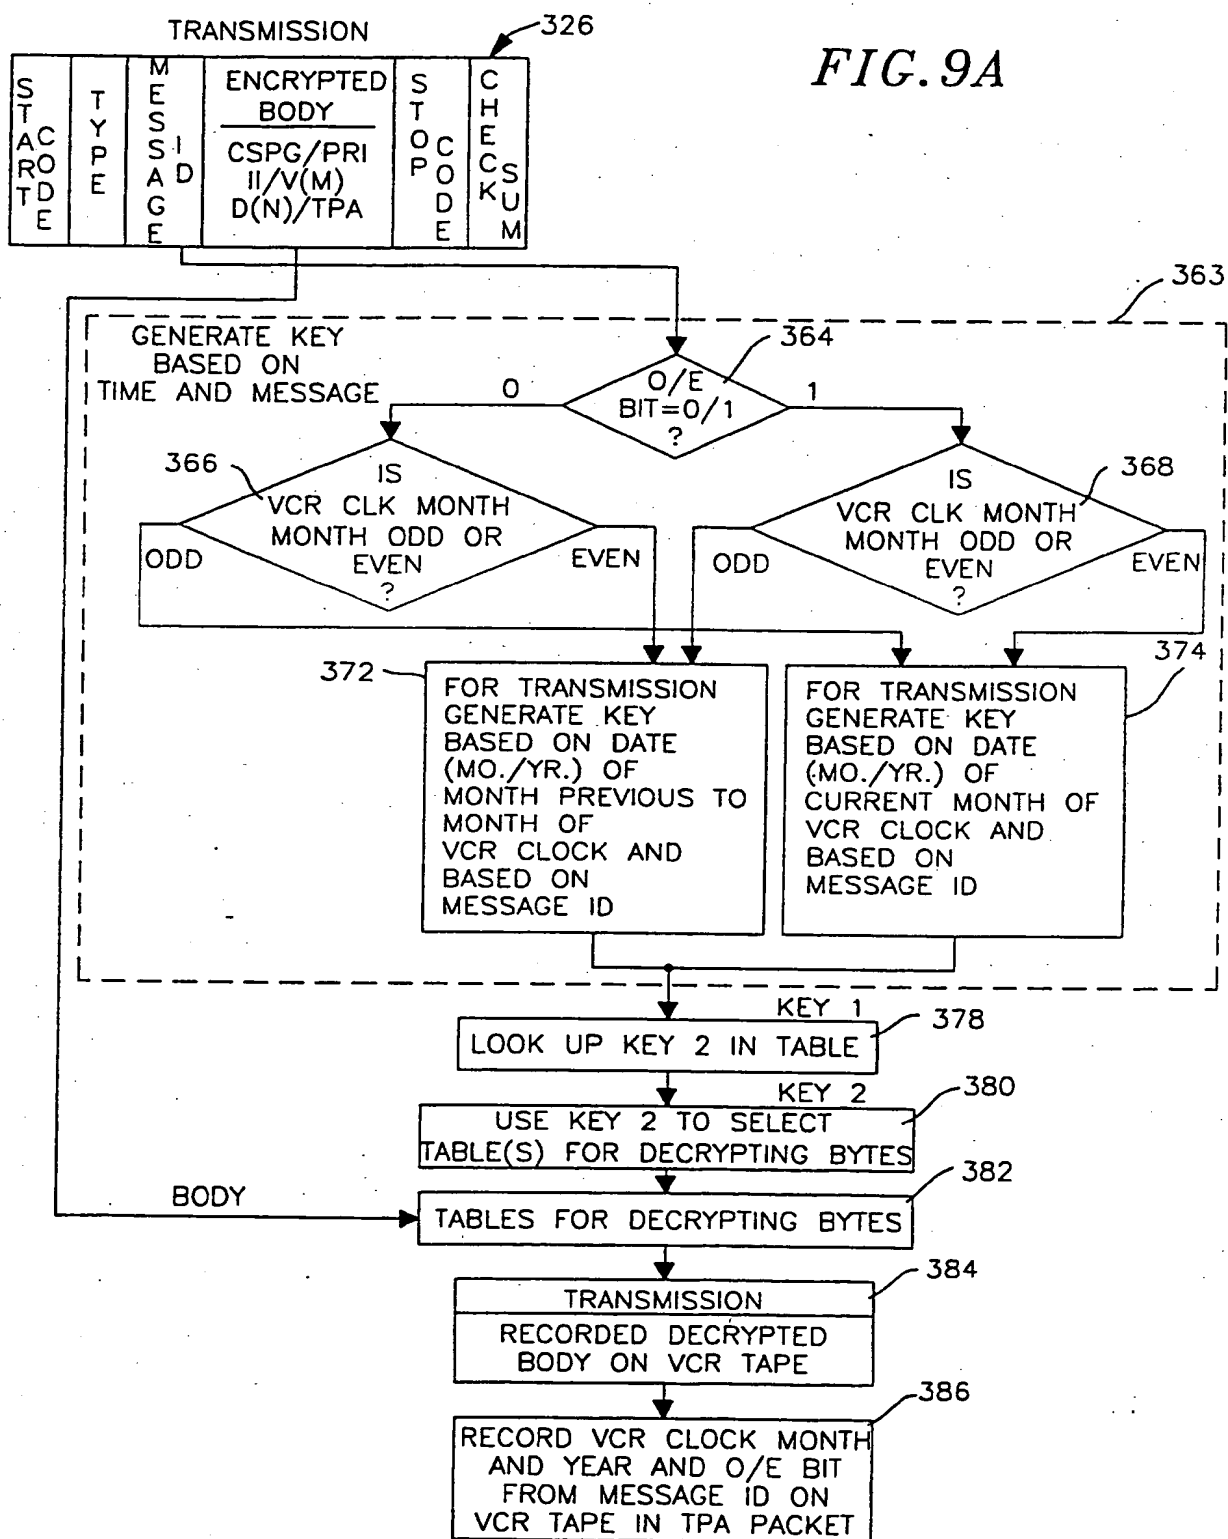 TRANSMISSION
326
FIG. 9A
START CODE
TYPE
MESSAGE ID
ENCRYPTED
BODY
CSPG/PRI
II/V(M)
D(N)/TPA
STOP CODE
CHECK SUM
363
GENERATE KEY
BASED ON
TIME AND MESSAGE
364
0
O/E
BIT=0/1
?
1
366
IS
VCR CLK MONTH
MONTH ODD OR
EVEN
?
ODD
EVEN
368
IS
VCR CLK MONTH
MONTH ODD OR
EVEN
?
ODD
EVEN
372
FOR TRANSMISSION
GENERATE KEY
BASED ON DATE
(MO./YR.) OF
MONTH PREVIOUS TO
MONTH OF
VCR CLOCK AND
BASED ON
MESSAGE ID
374
FOR TRANSMISSION
GENERATE KEY
BASED ON DATE
(MO./YR.) OF
CURRENT MONTH OF
VCR CLOCK AND
BASED ON
MESSAGE ID
KEY 1
378
LOOK UP KEY 2 IN TABLE
KEY 2
380
USE KEY 2 TO SELECT
TABLE(S) FOR DECRYPTING BYTES
382
BODY
TABLES FOR DECRYPTING BYTES
384
TRANSMISSION
RECORDED DECRYPTED
BODY ON VCR TAPE
386
RECORD VCR CLOCK MONTH
AND YEAR AND O/E BIT
FROM MESSAGE ID ON
VCR TAPE IN TPA PACKET